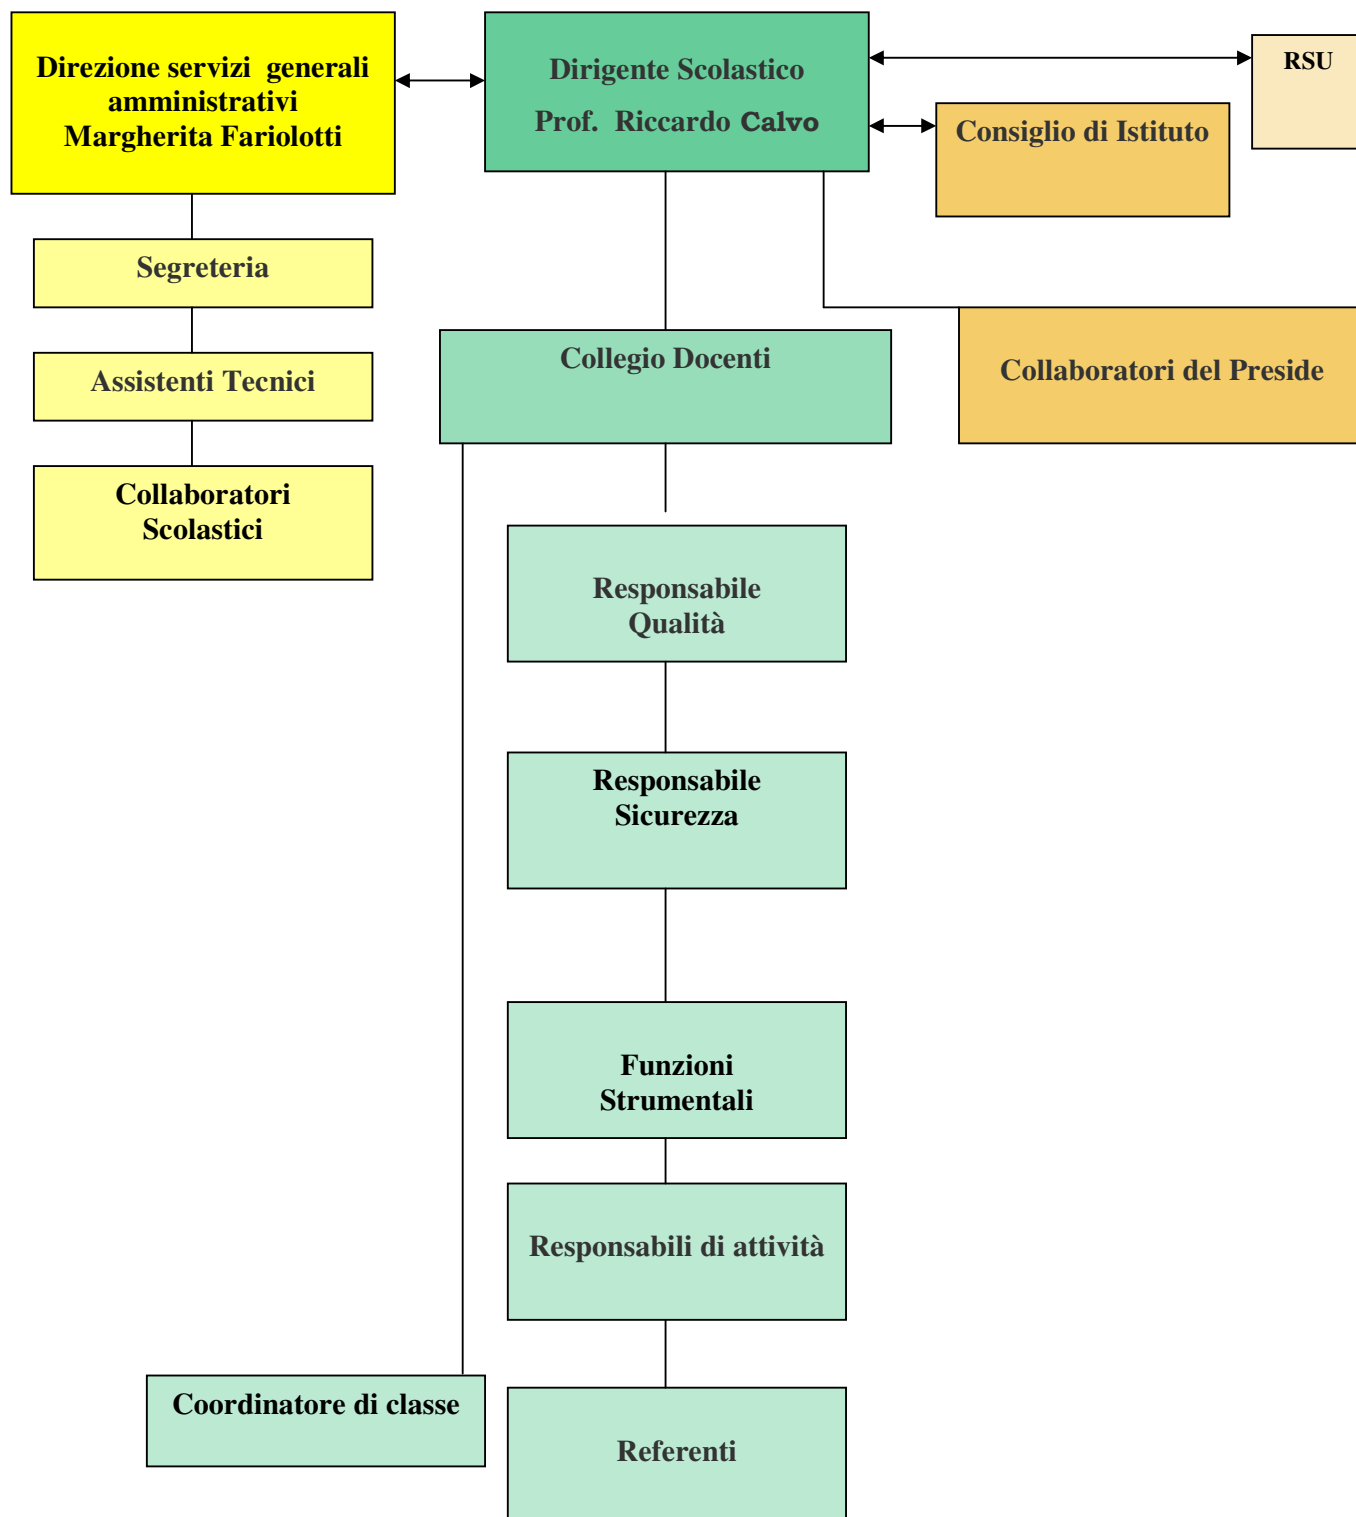 Direzione servizi  generali
amministrativi
Margherita Fariolotti
Dirigente Scolastico
Prof.  Riccardo Calvo
RSU
Consiglio di Istituto
Segreteria
Collegio Docenti
Collaboratori del Preside
Assistenti Tecnici
Collaboratori
Scolastici
Responsabile
Qualità
Responsabile
Sicurezza
Funzioni
Strumentali
Responsabili di attività
Coordinatore di classe
Referenti